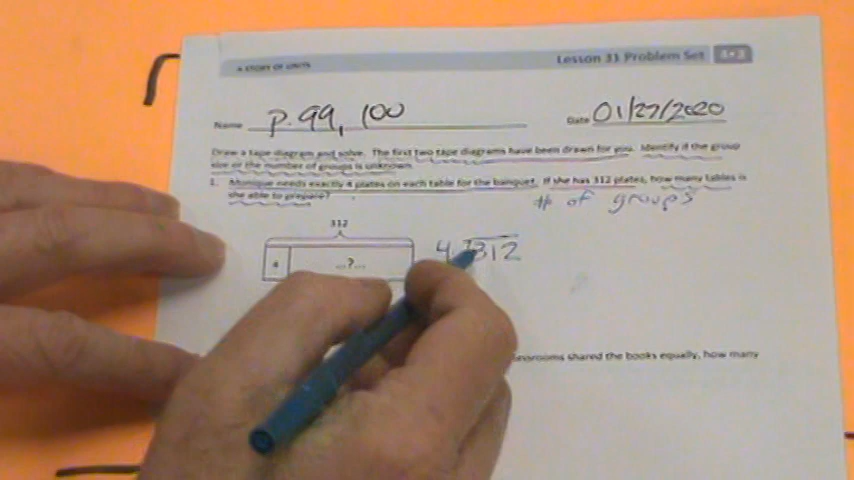 A STORY OF UNITS
Lesson 31 Problem Set 4•3
Name P. 99, 100 Date 01/27/2020
Draw a tape diagram and solve. The first two tape diagrams have been drawn for you. Identify if the group
size or the number of groups is unknown.
1. Monique needs exactly 4 plates on each table for the banquet. If she has 312 plates, how many tables is
she able to prepare?
# of groups
312
4 ...?...
4 312
classrooms shared the books equally, how many